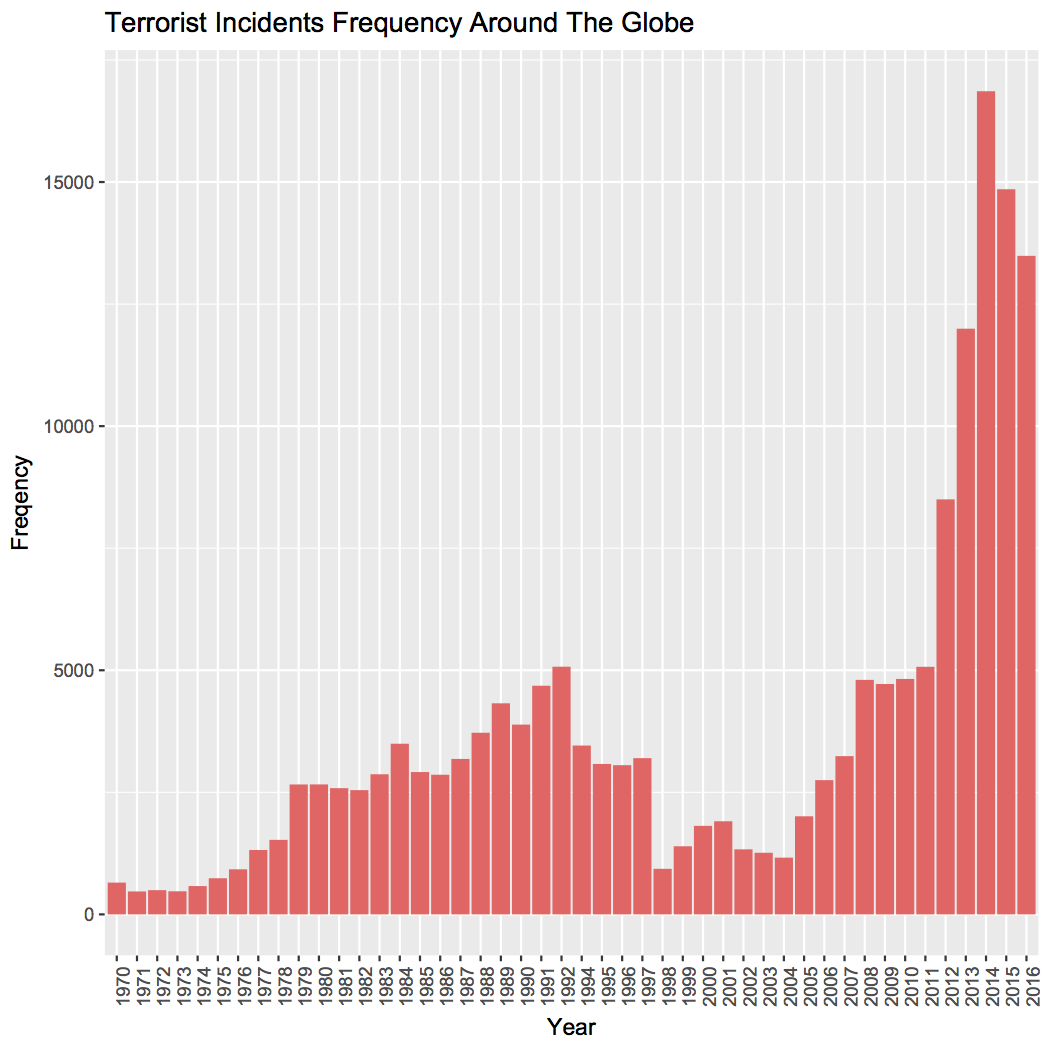 Terrorist Incidents Frequency Around The Globe
Freqency
15000
10000
5000
0
1970 1971 1972 1973 1974 1975 1976 1977 1978 1979 1980 1981 1982 1983 1984 1985 1986 1987 1988 1989 1990 1991 1992 1994 1995 1996 1997 1998 1999 2000 2001 2002 2003 2004 2005 2006 2007 2008 2009 2010 2011 2012 2013 2014 2015 2016
Year